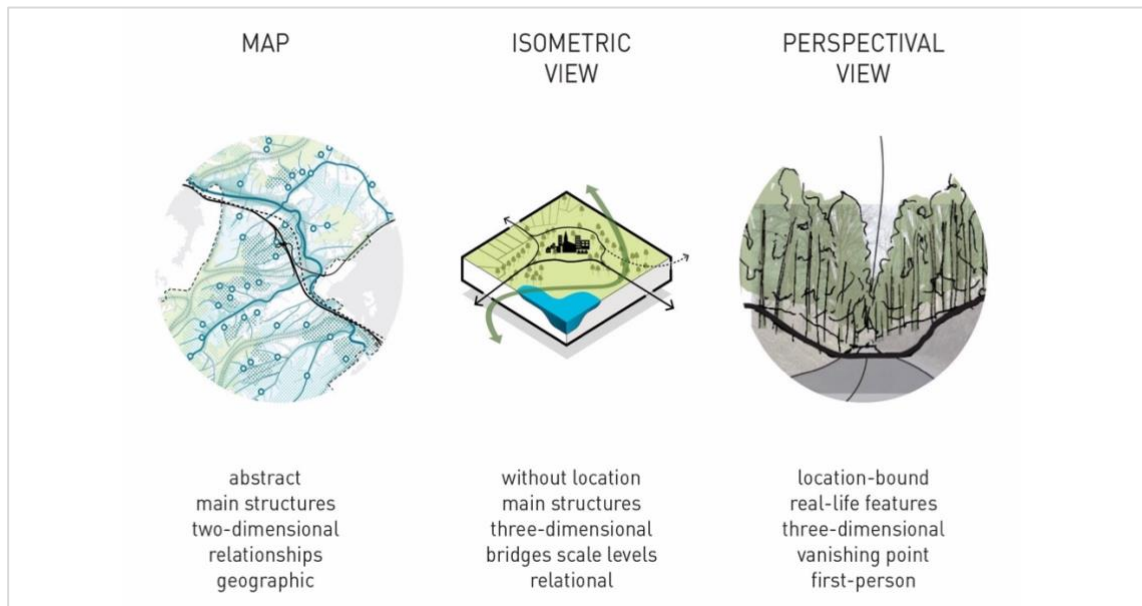 MAP
ISOMETRIC
VIEW
PERSPECTIVAL
VIEW
abstract
main structures
two-dimensional
relationships
geographic
without location
main structures
three-dimensional
bridges scale levels
relational
location-bound
real-life features
three-dimensional
vanishing point
first-person